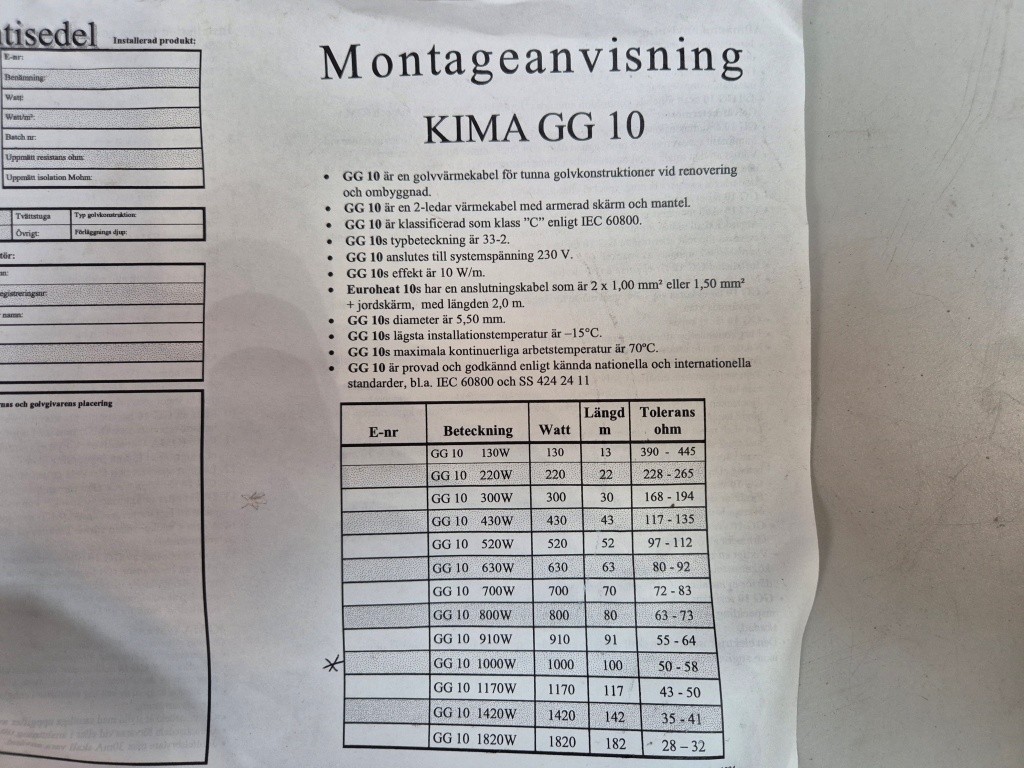 tisedel Installerad produkt:
E-nr:
Benämning:
Watt:
Watt/m²:
Batch nr:
Uppmätt resistans ohm:
Uppmätt isolation Mohm:
Tvättstuga Typ golvkonstruktion:
Övrigt: Förläggnings djup:
tör:
egistreringsnr:
namn:
nas och golvgivarens placering
Montageanvisning
KIMA GG 10
• GG 10 är en golvvärmekabel för tunna golvkonstruktioner vid renovering
och ombyggnad.
• GG 10 är en 2-ledar värmekabel med armerad skärm och mantel.
• GG 10 är klassificerad som klass ”C” enligt IEC 60800.
• GG 10s typbeteckning är 33-2.
• GG 10 anslutes till systemspänning 230 V.
• GG 10s effekt är 10 W/m.
• Euroheat 10s har en anslutningskabel som är 2 x 1,00 mm² eller 1,50 mm²
+ jordskärm, med längden 2,0 m.
• GG 10s diameter är 5,50 mm.
• GG 10s lägsta installationstemperatur är –15°C.
• GG 10s maximala kontinuerliga arbetstemperatur är 70°C.
• GG 10 är provad och godkännd enligt kännda nationella och internationella
standarder, bl.a. IEC 60800 och SS 424 24 11
E-nr Beteckning Watt Längd m Tolerans ohm
GG 10 130W 130 13 390 - 445
GG 10 220W 220 22 228 - 265
GG 10 300W 300 30 168 - 194
GG 10 430W 430 43 117 - 135
GG 10 520W 520 52 97 - 112
GG 10 630W 630 63 80 - 92
GG 10 700W 700 70 72 - 83
GG 10 800W 800 80 63 - 73
GG 10 910W 910 91 55 - 64
* GG 10 1000W 1000 100 50 - 58
GG 10 1170W 1170 117 43 - 50
GG 10 1420W 1420 142 35 - 41
GG 10 1820W 1820 182 28 – 32